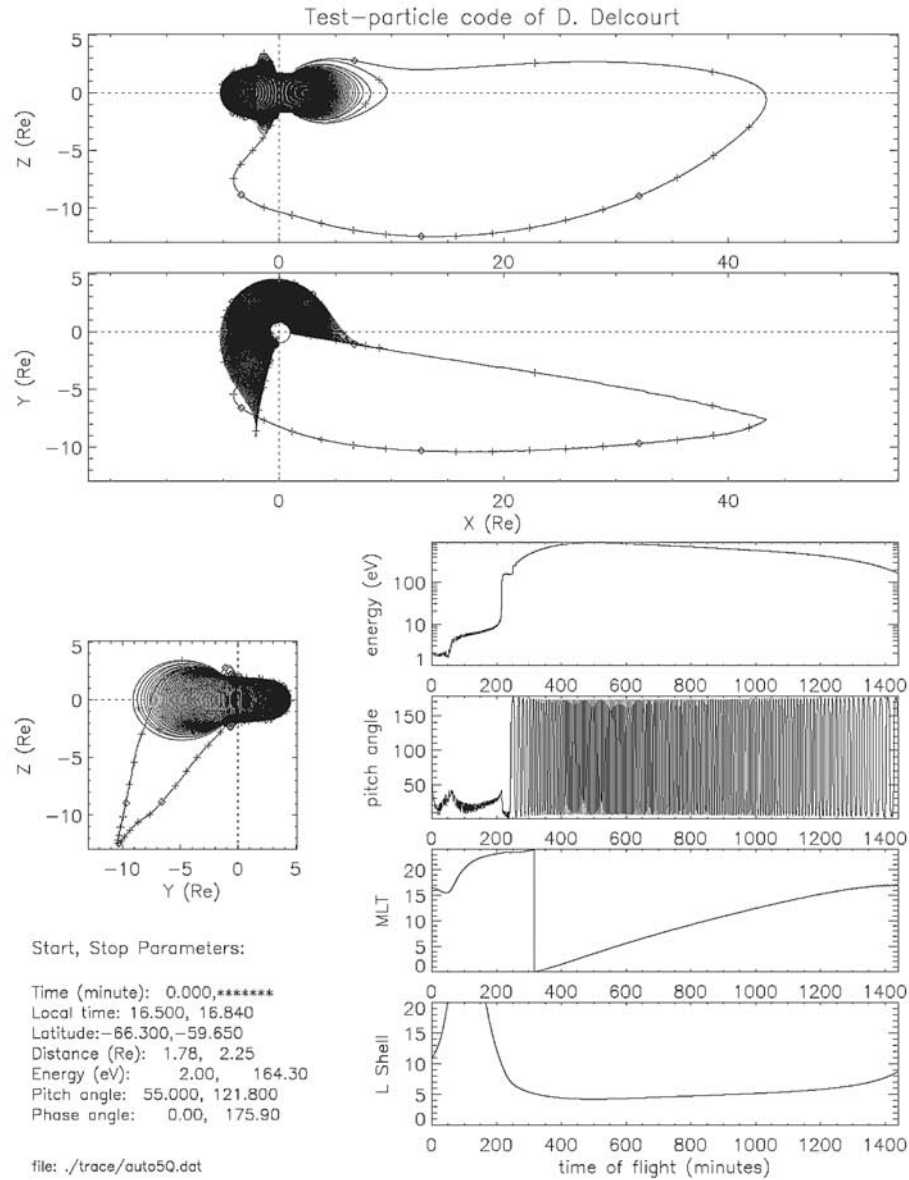 Test-particle code of D. Delcourt
5
0
-5
-10
Z (Re)
0 20 40
5
0
-5
-10
Y (Re)
0 20 40
X (Re)
100
10
1
energy (eV)
0 200 400 600 800 1000 1200 1400
5
0
-5
-10
Z (Re)
-10 -5 0 5
Y (Re)
150
100
50
pitch angle
0 200 400 600 800 1000 1200 1400
20
15
10
5
0
MLT
0 200 400 600 800 1000 1200 1400
20
15
10
5
0
L Shell
0 200 400 600 800 1000 1200 1400
time of flight (minutes)
Start, Stop Parameters:
Time (minute): 0.000,*******
Local time: 16.500, 16.840
Latitude:-66.300,-59.650
Distance (Re): 1.78, 2.25
Energy (eV): 2.00, 164.30
Pitch angle: 55.000, 121.800
Phase angle: 0.00, 175.90
file: ./trace/auto5Q.dat